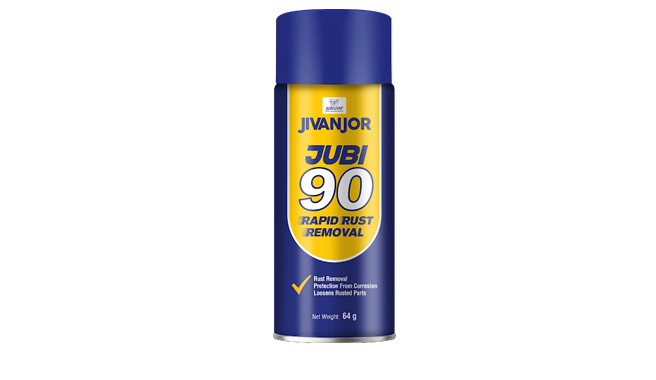 JIVANJOR
JUBI
90
RAPID RUST
REMOVAL
Rust Removal
Protection From Corrosion
Loosens Rusted Parts
Net Weight: 64 g